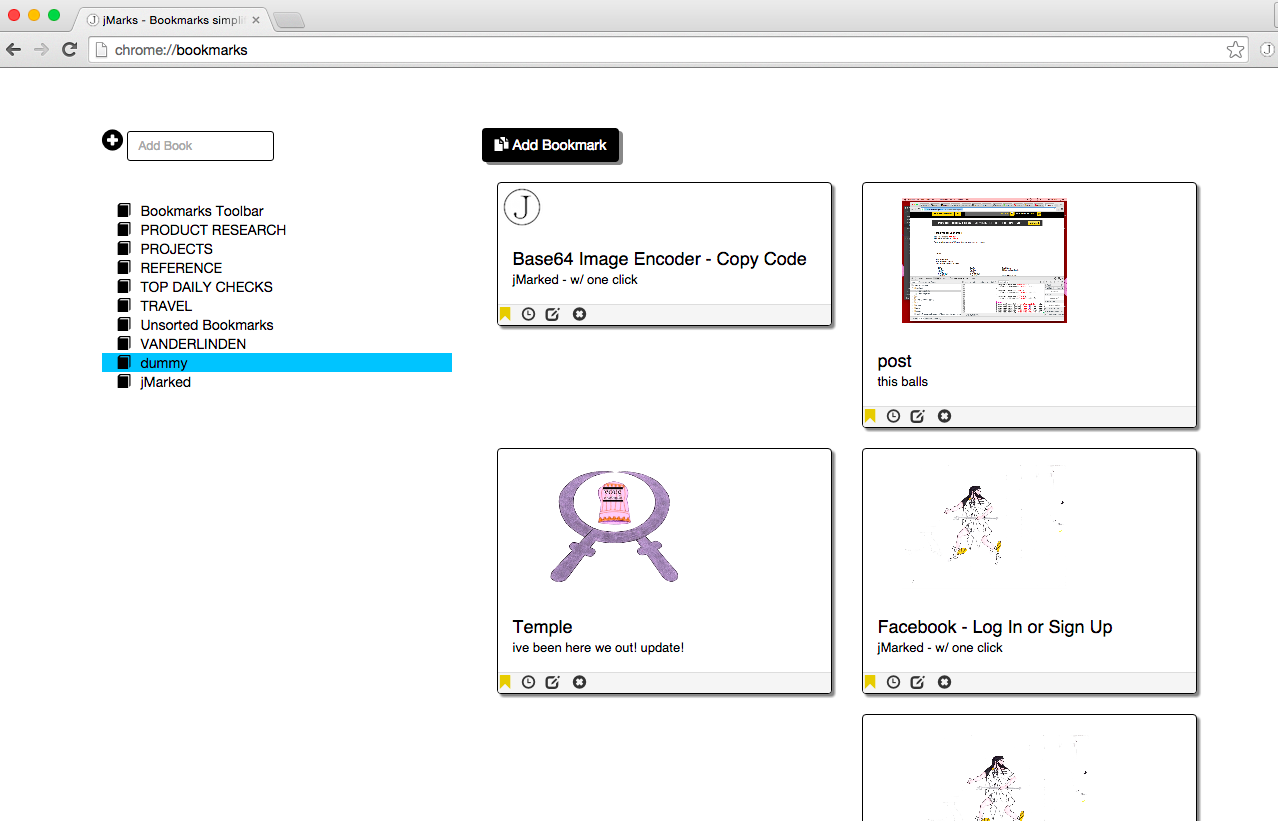 jMarks - Bookmarks simpli
chrome://bookmarks
J
Add Book
Add Bookmark
Bookmarks Toolbar
PRODUCT RESEARCH
PROJECTS
REFERENCE
TOP DAILY CHECKS
TRAVEL
Unsorted Bookmarks
VANDERLINDEN
dummy
jMarked
J
Base64 Image Encoder - Copy Code
jMarked - w/ one click
post
this balls
Temple
ive been here we out! update!
Facebook - Log In or Sign Up
jMarked - w/ one click